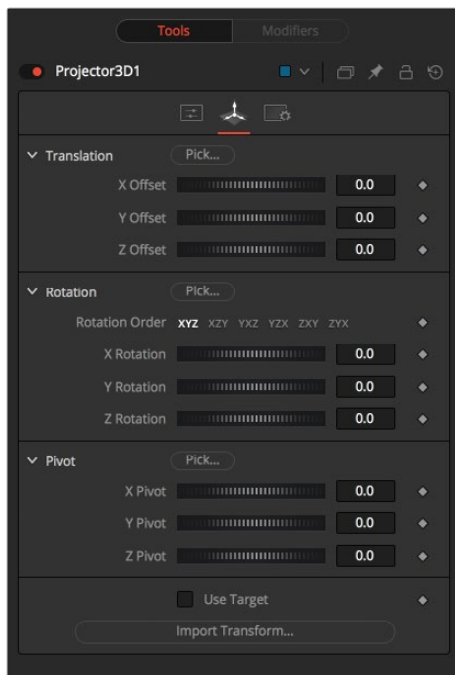 Tools Modifiers
Projector3D1
Translation Pick...
X Offset 0.0
Y Offset 0.0
Z Offset 0.0
Rotation Pick...
Rotation Order XYZ XZY YXZ YZX ZXY ZYX
X Rotation 0.0
Y Rotation 0.0
Z Rotation 0.0
Pivot Pick...
X Pivot 0.0
Y Pivot 0.0
Z Pivot 0.0
Use Target
Import Transform...